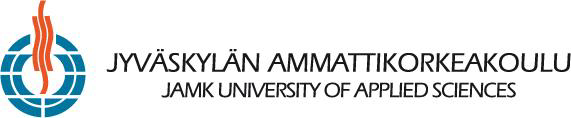 JYVÄSKYLÄN AMMATTIKORKEAKOULU
JAMK UNIVERSITY OF APPLIED SCIENCES